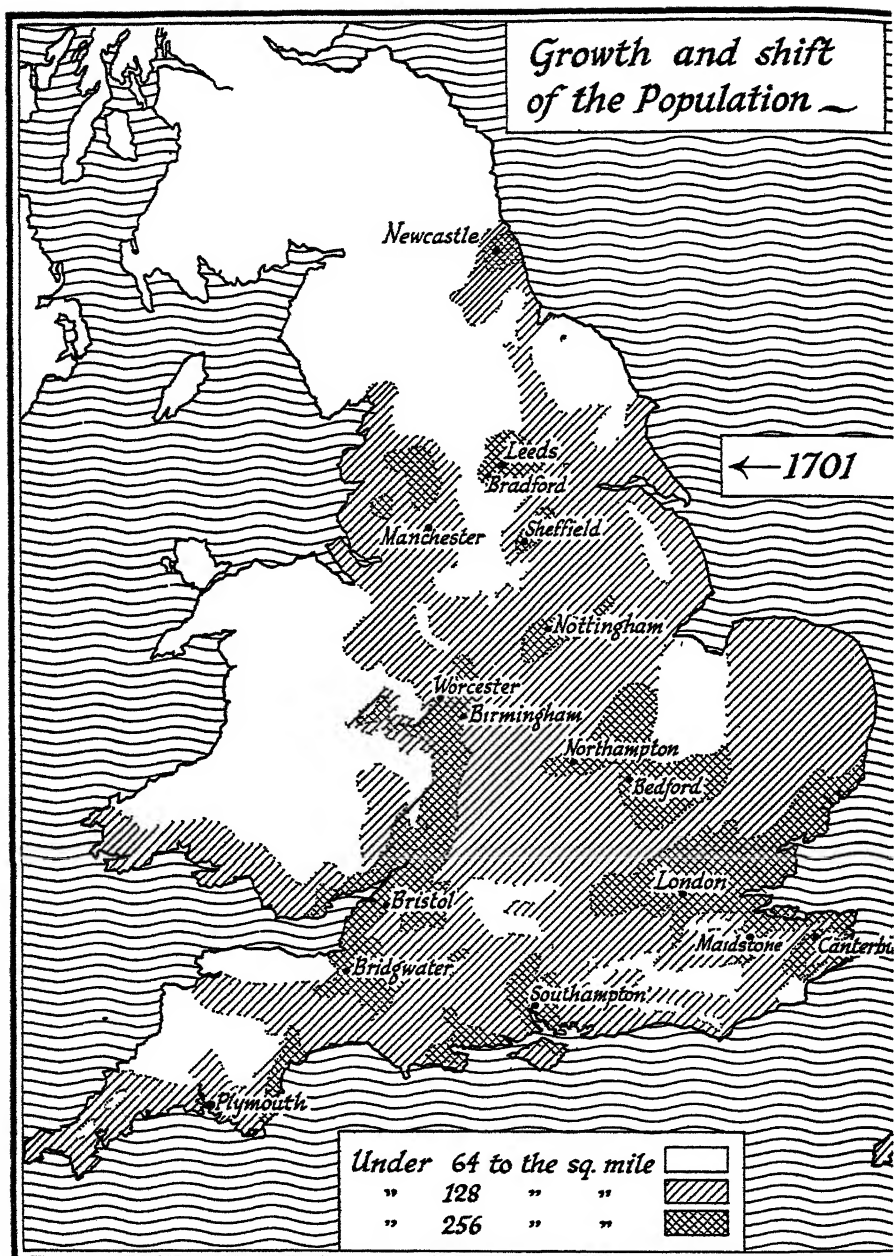 Growth and shift
of the Population
Newcastle
Leeds
← 1701
Bradford
Manchester
Sheffield
Nottingham
Worcester
Birmingham
Northampton
Bedford
London
Bristol
Maidstone
Canterbu
Bridgwater
Southampton
Plymouth
Under 64 to the sq. mile
" 128 " "
" 256 " "